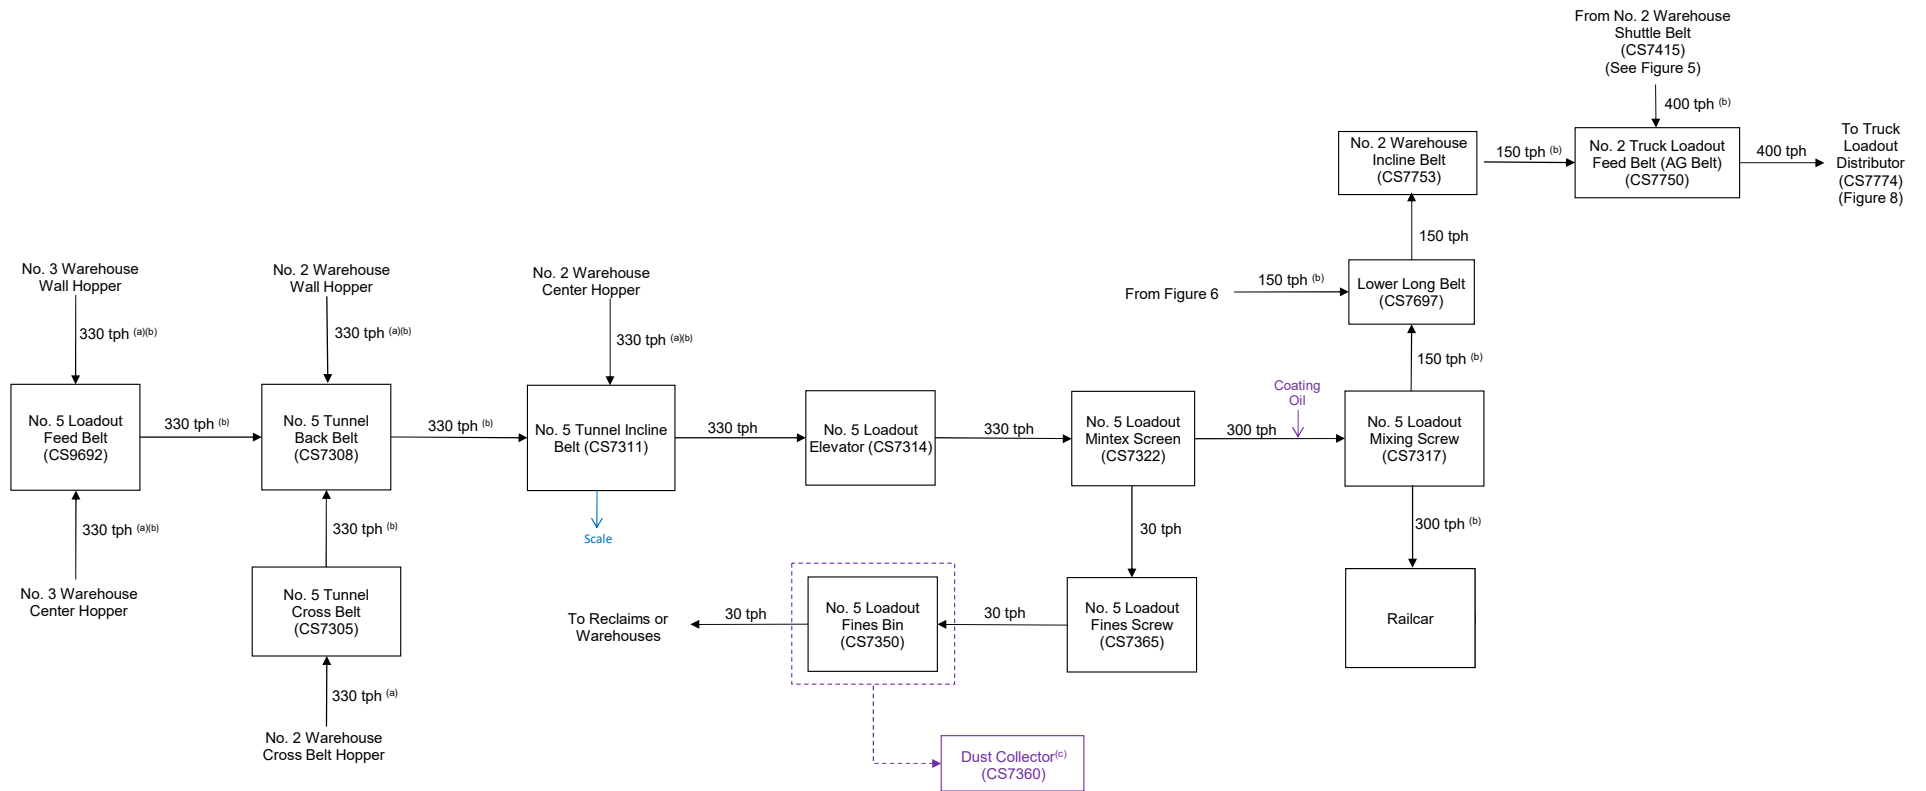 From No. 2 Warehouse
Shuttle Belt
(CS7415)
(See Figure 5)
400 tph (b)
No. 2 Warehouse
Incline Belt
(CS7753)
150 tph (b)
No. 2 Truck Loadout
Feed Belt (AG Belt)
(CS7750)
400 tph
To Truck
Loadout
Distributor
(CS7774)
(Figure 8)
150 tph
No. 3 Warehouse
Wall Hopper
No. 2 Warehouse
Wall Hopper
No. 2 Warehouse
Center Hopper
From Figure 6
150 tph (b)
Lower Long Belt
(CS7697)
330 tph (a)(b)
330 tph (a)(b)
330 tph (a)(b)
150 tph (b)
Coating
Oil
No. 5 Loadout
Feed Belt
(CS9692)
330 tph (b)
No. 5 Tunnel
Back Belt
(CS7308)
330 tph (b)
No. 5 Tunnel Incline
Belt (CS7311)
330 tph
No. 5 Loadout
Elevator (CS7314)
330 tph
No. 5 Loadout
Mintex Screen
(CS7322)
300 tph
No. 5 Loadout
Mixing Screw
(CS7317)
330 tph (a)(b)
330 tph (b)
Scale
30 tph
300 tph (b)
No. 3 Warehouse
Center Hopper
No. 5 Tunnel
Cross Belt
(CS7305)
To Reclaims or
Warehouses
30 tph
No. 5 Loadout
Fines Bin
(CS7350)
30 tph
No. 5 Loadout
Fines Screw
(CS7365)
Railcar
330 tph (a)
No. 2 Warehouse
Cross Belt Hopper
Dust Collector(c)
(CS7360)